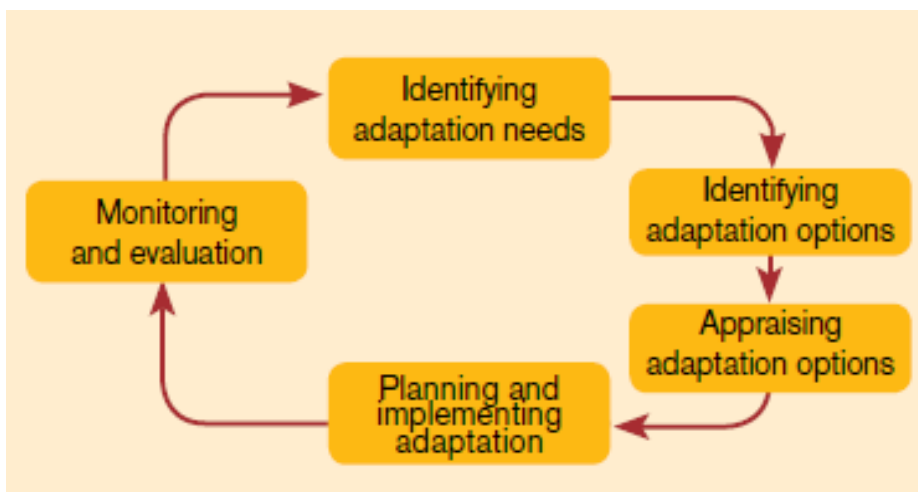 Identifying
adaptation needs
Identifying
adaptation options
Appraising
adaptation options
Planning and
implementing
adaptation
Monitoring
and evaluation